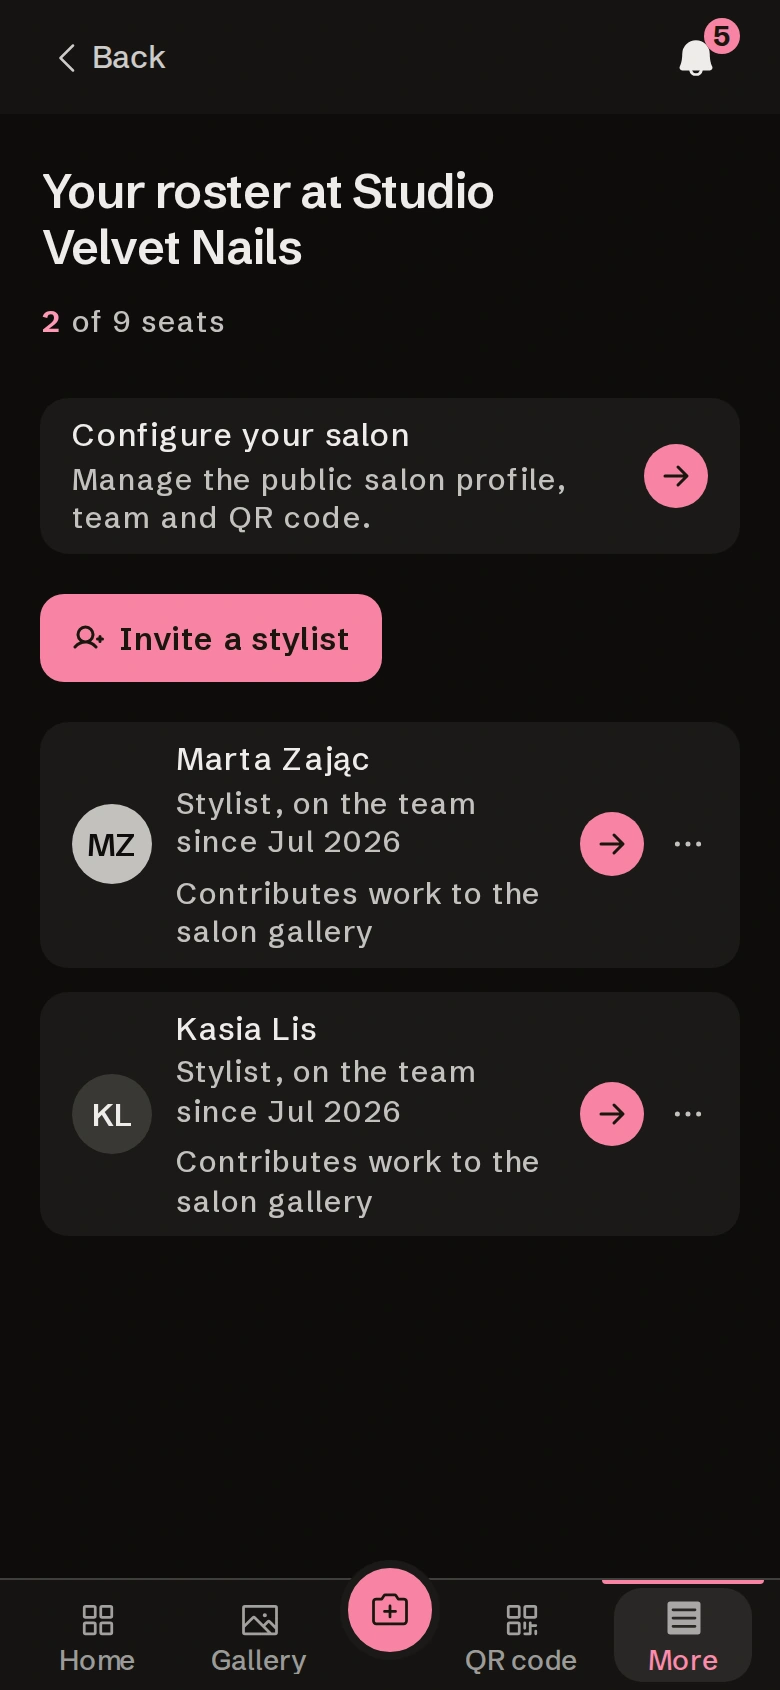 Back
5
Your roster at Studio
Velvet Nails
2 of 9 seats
Configure your salon
Manage the public salon profile,
team and QR code.
Invite a stylist
Marta Zając
Stylist, on the team
since Jul 2026
MZ
Contributes work to the
salon gallery
Kasia Lis
Stylist, on the team
since Jul 2026
KL
Contributes work to the
salon gallery
Home
Gallery
QR code
More